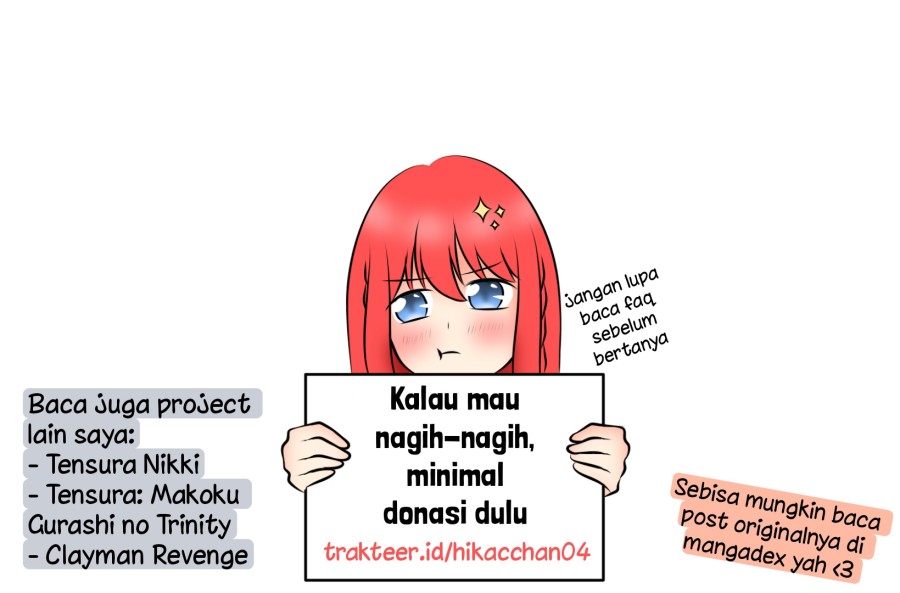 jangan lupa
baca faq
sebelum
bertanya
Baca juga project
lain saya:
- Tensura Nikki
- Tensura: Makoku
Gurashi no Trinity
- Clayman Revenge
Kalau mau
nagih-nagih,
minimal
donasi dulu
trakteer.id/hikacchan04
Sebisa mungkin baca
post originalnya di
mangadex yah <3